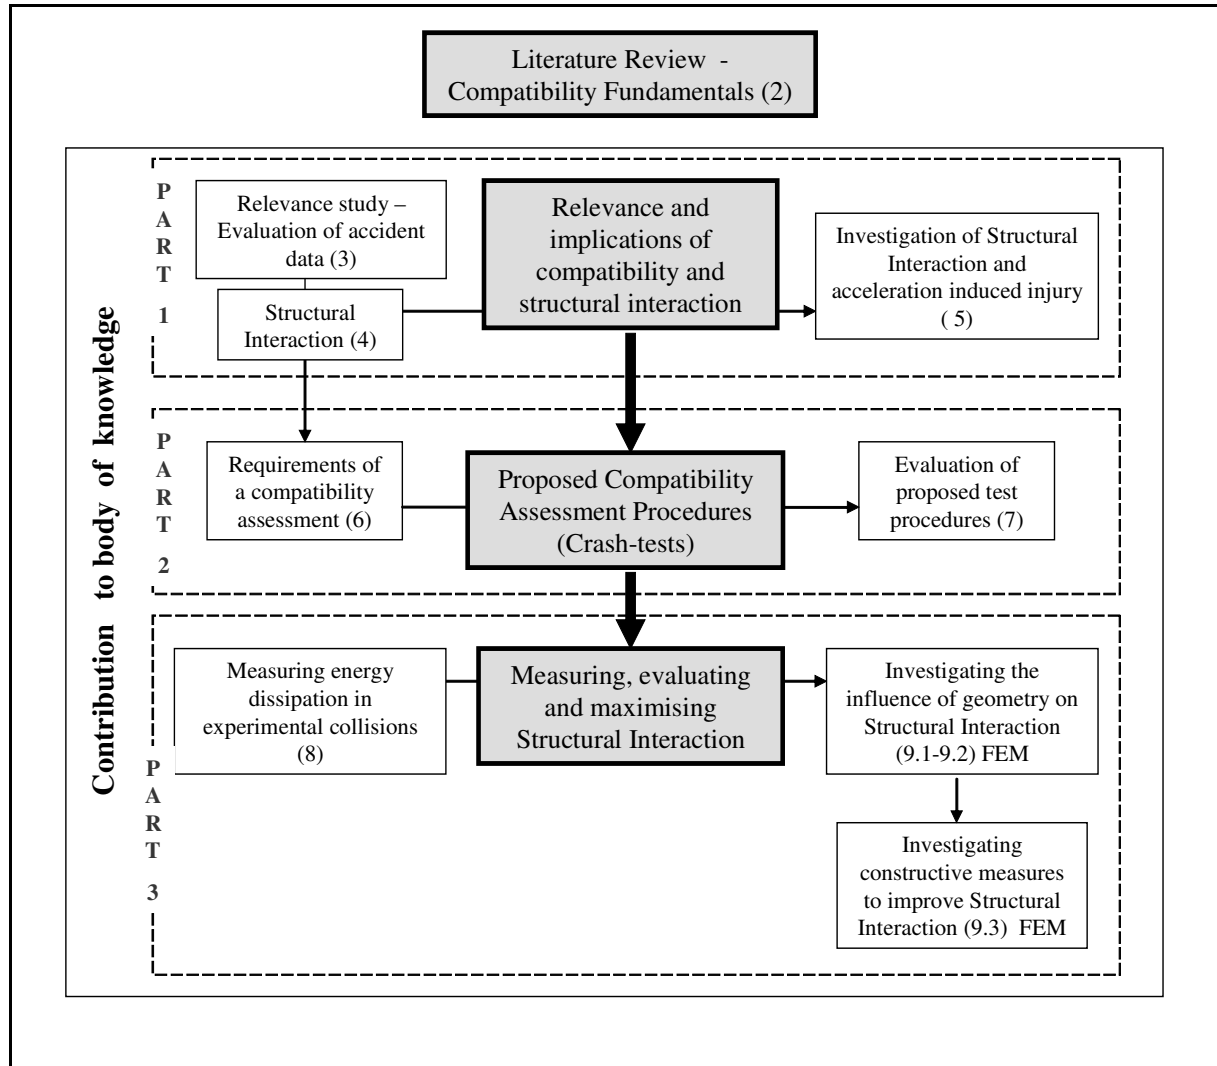 Literature Review -
Compatibility Fundamentals (2)
Contribution to body of knowledge
P
A
R
T
1
Relevance study –
Evaluation of accident
data (3)
Structural
Interaction (4)
Relevance and
implications of
compatibility and
structural interaction
Investigation of Structural
Interaction and
acceleration induced injury
( 5)
P
A
R
T
2
Requirements of
a compatibility
assessment (6)
Proposed Compatibility
Assessment Procedures
(Crash-tests)
Evaluation of
proposed test
procedures (7)
P
A
R
T
3
Measuring energy
dissipation in
experimental collisions
(8)
Measuring, evaluating
and maximising
Structural Interaction
Investigating the
influence of geometry on
Structural Interaction
(9.1-9.2) FEM
Investigating
constructive measures
to improve Structural
Interaction (9.3) FEM